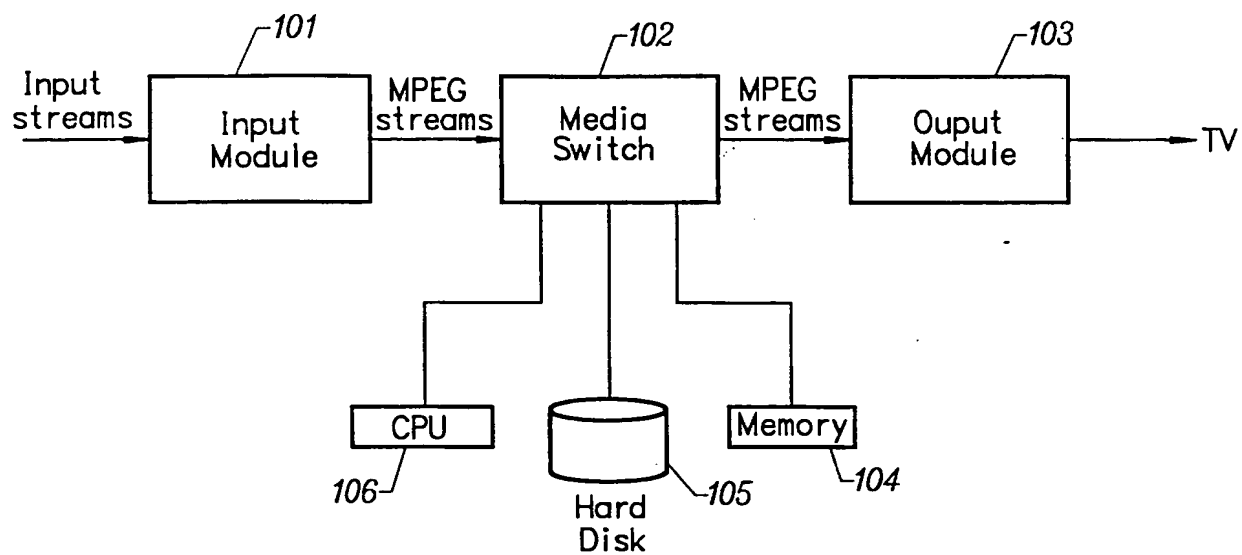 101
102
103
Input
streams
Input
Module
MPEG
streams
Media
Switch
MPEG
streams
Ouput
Module
TV
CPU
106
Hard
Disk
105
Memory
104